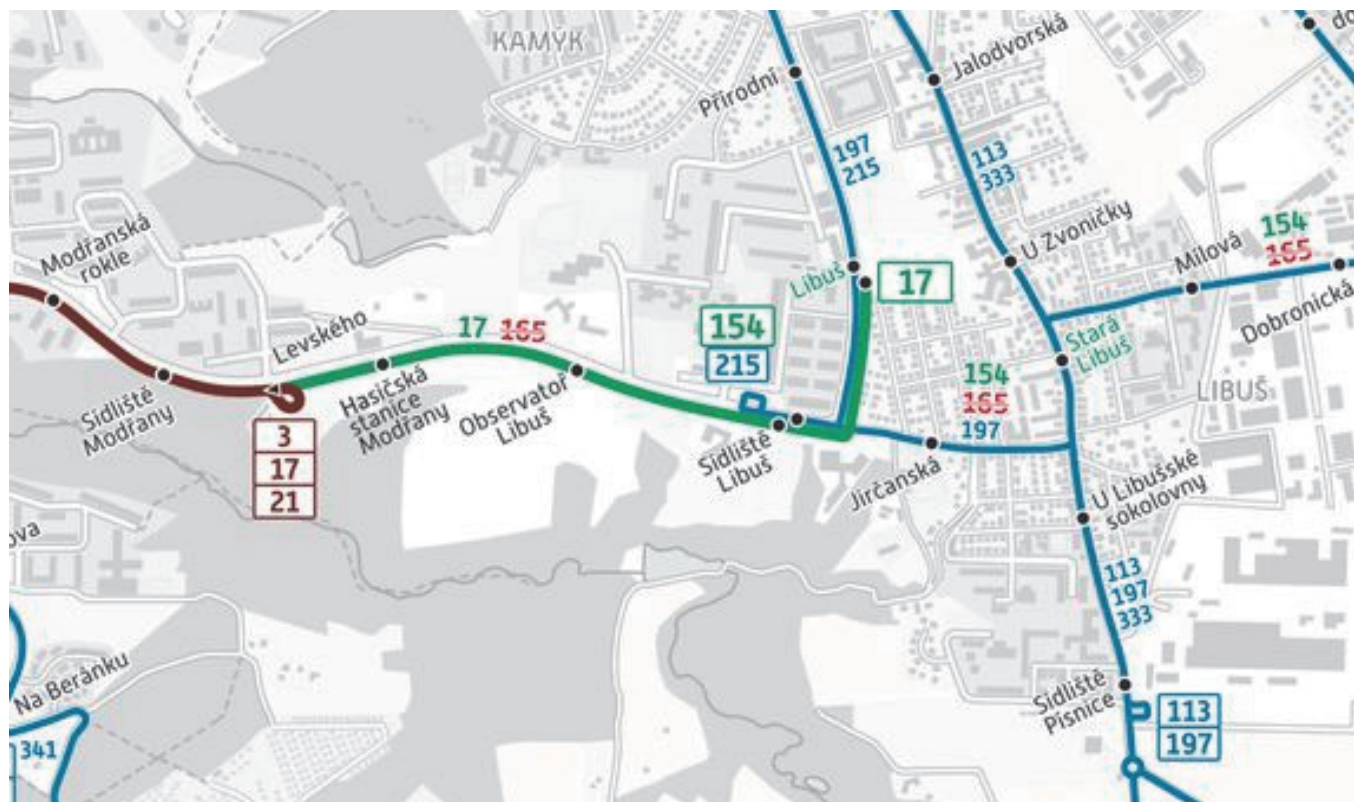 KAMÝK
Přírodní
Jalodvorská
do
197
215
113
333
U Zvoničky
Milová
154
165
Dobronická
Modřanská
rokle
Levského
Libuš
17
17 165
154
215
Stará
Libuš
LIBUŠ
Sídliště
Modřany
Hasičská
stanice
Modřany
Observatoř
Libuš
Sídliště
Libuš
154
165
197
Jirčanská
3
17
21
U Libušské
sokolovny
ova
113
197
333
Na Beránku
Sídliště
Písnice
113
197
341